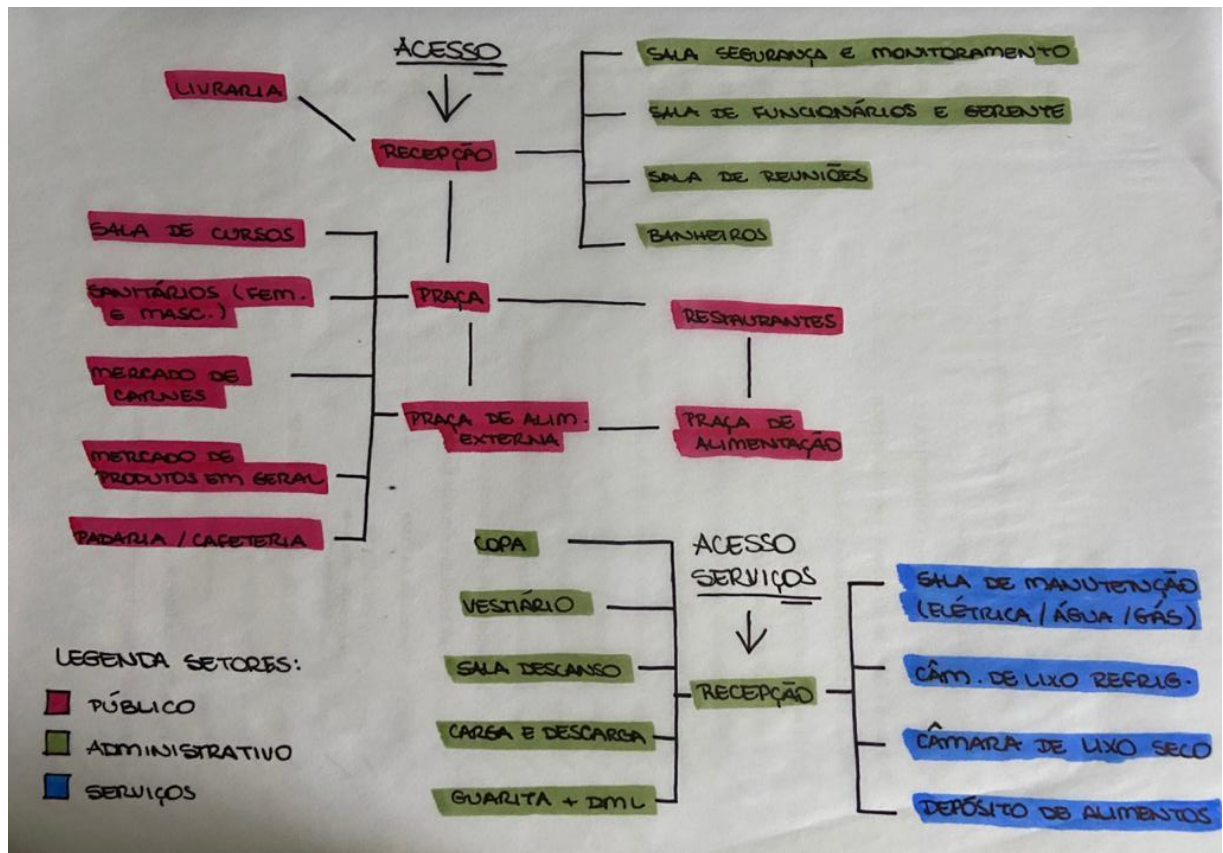 ACESSO
LIVRARIA
RECEPÇÃO
SALA SEGURANÇA E MONITORAMENTO
SALA DE FUNCIONÁRIOS E GERENTE
SALA DE REUNIÕES
BANHEIROS
SALA DE CURSOS
SANITÁRIOS (FEM.
E MASC.)
MERCADO DE
CARNES
MERCADO DE
PRODUTOS EM GERAL
PADARIA / CAFETERIA
PRAÇA
RESTAURANTES
PRAÇA DE ALIM.
EXTERNA
PRAÇA DE
ALIMENTAÇÃO
COPA
VESTIÁRIO
SALA DESCANSO
CARGA E DESCARGA
GUARITA + DML
ACESSO
SERVIÇOS
RECEPÇÃO
SALA DE MANUTENÇÃO
(ELÉTRICA / ÁGUA / GÁS)
CÂM. DE LIXO REFRIG.
CÂMARA DE LIXO SECO
DEPÓSITO DE ALIMENTOS
LEGENDA SETORES:
PÚBLICO
ADMINISTRATIVO
SERVIÇOS